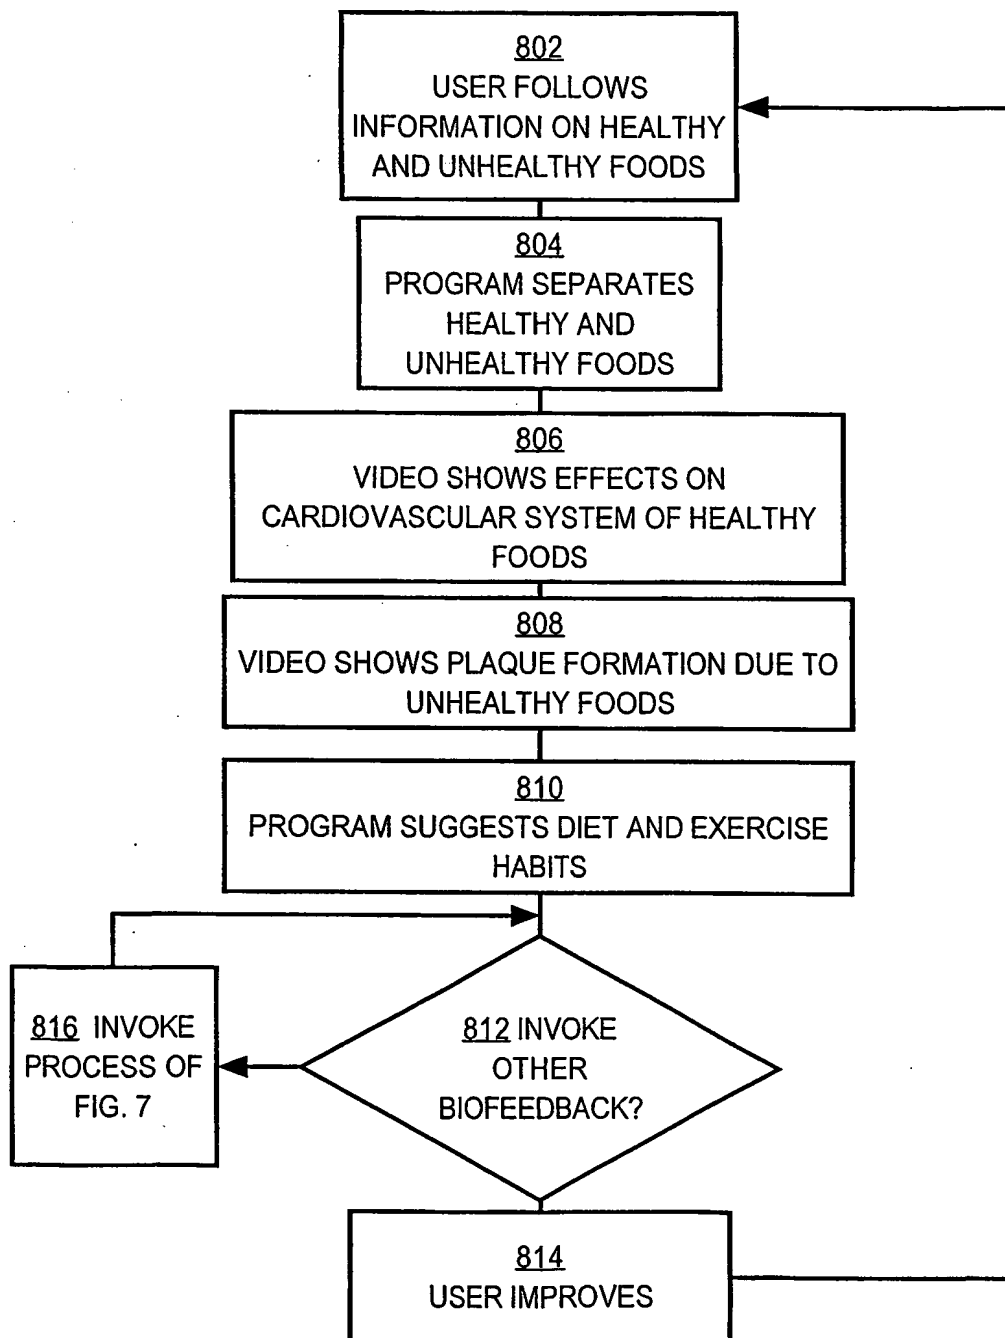 802
USER FOLLOWS
INFORMATION ON HEALTHY
AND UNHEALTHY FOODS
804
PROGRAM SEPARATES
HEALTHY AND
UNHEALTHY FOODS
806
VIDEO SHOWS EFFECTS ON
CARDIOVASCULAR SYSTEM OF HEALTHY
FOODS
808
VIDEO SHOWS PLAQUE FORMATION DUE TO
UNHEALTHY FOODS
810
PROGRAM SUGGESTS DIET AND EXERCISE
HABITS
816 INVOKE
PROCESS OF
FIG. 7
812 INVOKE
OTHER
BIOFEEDBACK?
814
USER IMPROVES